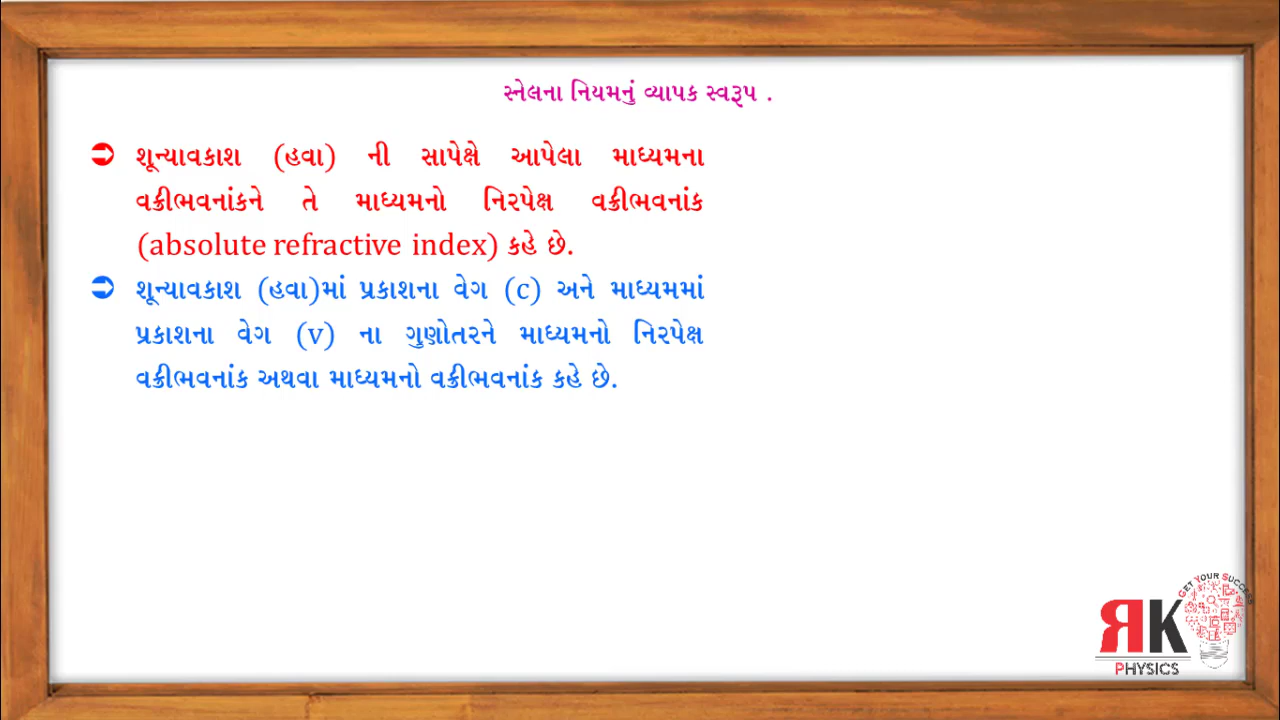 સ્નેલના નિયમનું વ્યાપક સ્વરૂપ .
➲ શૂન્યાવકાશ (હવા) ની સાપેક્ષે આપેલા માધ્યમના
વક્રીભવનાંકને તે માધ્યમનો નિરપેક્ષ વક્રીભવનાંક
(absolute refractive index) કહે છે.
➲ શૂન્યાવકાશ (હવા)માં પ્રકાશના વેગ (c) અને માધ્યમમાં
પ્રકાશના વેગ (v) ના ગુણોતરને માધ્યમનો નિરપેક્ષ
વક્રીભવનાંક અથવા માધ્યમનો વક્રીભવનાંક કહે છે.
GET YOUR SUCCESS
RK
PHYSICS